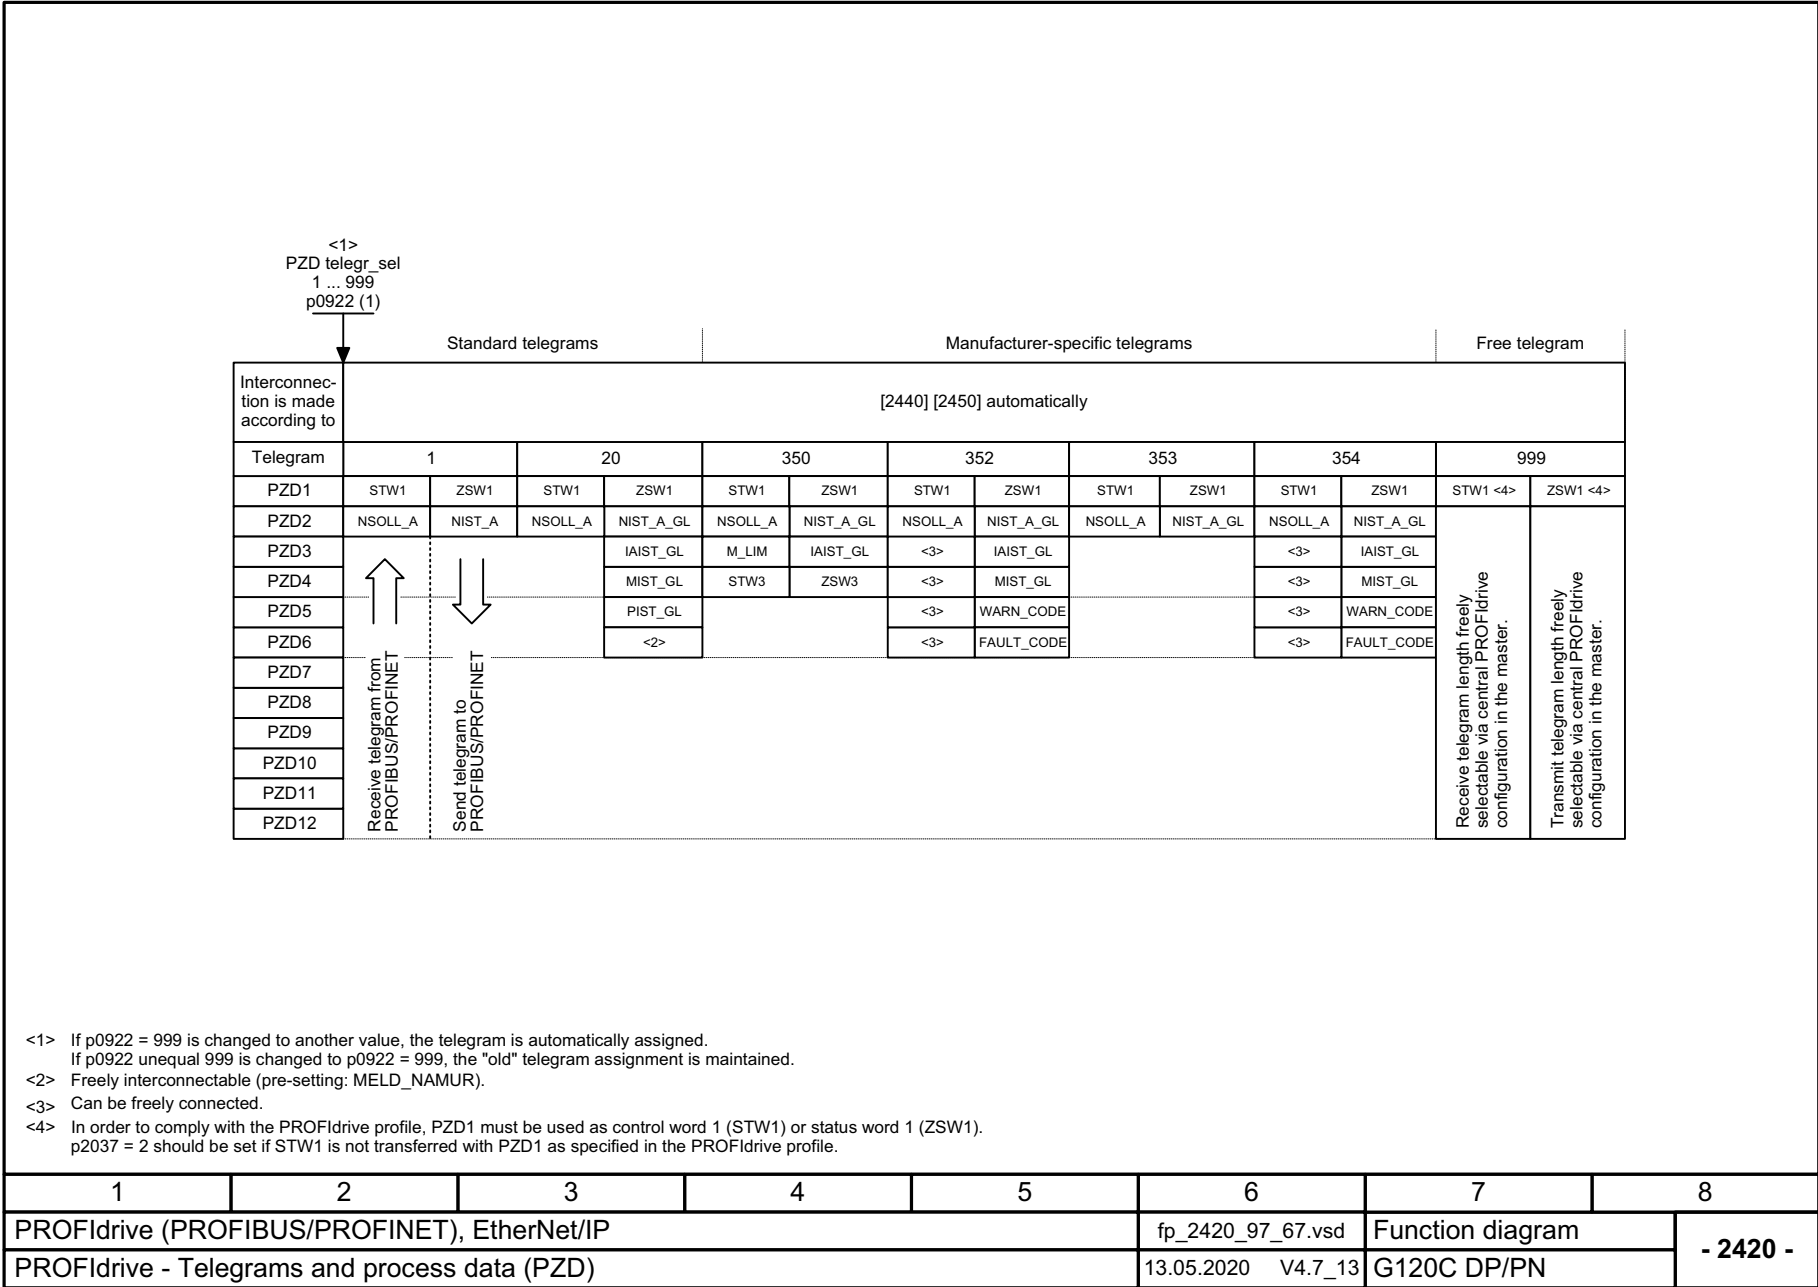 <1>
PZD telegr_sel
1 ... 999
p0922 (1)
Standard telegrams Manufacturer-specific telegrams Free telegram
Interconnec-
tion is made
according to
[2440] [2450] automatically
Telegram 1 20 350 352 353 354 999
PZD1 STW1 ZSW1 STW1 ZSW1 STW1 ZSW1 STW1 ZSW1 STW1 ZSW1 STW1 ZSW1 STW1 <4> ZSW1 <4>
PZD2 NSOLL_A NIST_A NSOLL_A NIST_A_GL NSOLL_A NIST_A_GL NSOLL_A NIST_A_GL NSOLL_A NIST_A_GL NSOLL_A NIST_A_GL
PZD3 IAIST_GL M_LIM IAIST_GL <3> IAIST_GL <3> IAIST_GL
PZD4 MIST_GL STW3 ZSW3 <3> MIST_GL <3> MIST_GL
PZD5 PIST_GL <3> WARN_CODE <3> WARN_CODE
PZD6 <2> <3> FAULT_CODE <3> FAULT_CODE
PZD7
PZD8
PZD9
PZD10
PZD11
PZD12
Receive telegram from
PROFIBUS/PROFINET
Send telegram to
PROFIBUS/PROFINET
Receive telegram length freely
selectable via central PROFIdrive
configuration in the master.
Transmit telegram length freely
selectable via central PROFIdrive
configuration in the master.
<1> If p0922 = 999 is changed to another value, the telegram is automatically assigned.
If p0922 unequal 999 is changed to p0922 = 999, the "old" telegram assignment is maintained.
<2> Freely interconnectable (pre-setting: MELD_NAMUR).
<3> Can be freely connected.
<4> In order to comply with the PROFIdrive profile, PZD1 must be used as control word 1 (STW1) or status word 1 (ZSW1).
p2037 = 2 should be set if STW1 is not transferred with PZD1 as specified in the PROFIdrive profile.
1 2 3 4 5 6 7 8
PROFIdrive (PROFIBUS/PROFINET), EtherNet/IP fp_2420_97_67.vsd Function diagram
- 2420 -
PROFIdrive - Telegrams and process data (PZD) 13.05.2020 V4.7_13 G120C DP/PN